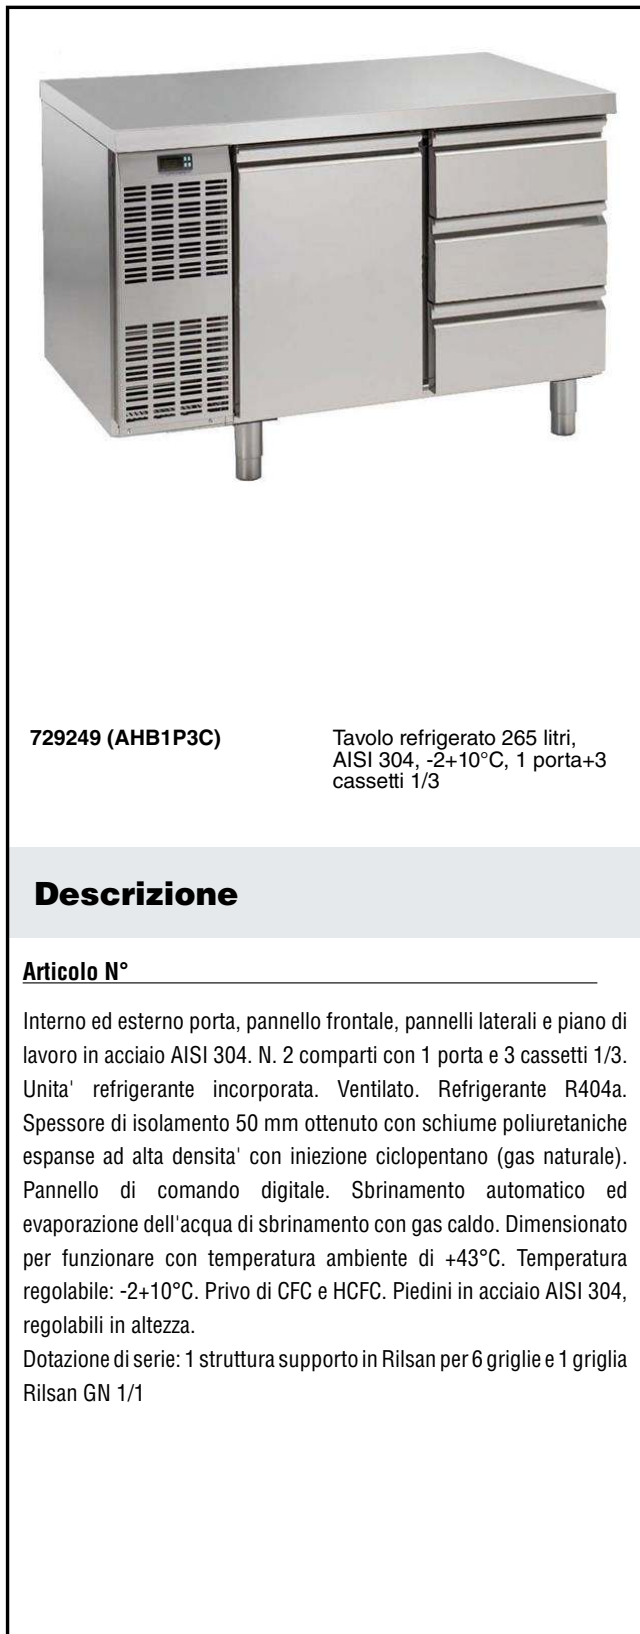 729249 (AHB1P3C)
Tavolo refrigerato 265 litri,
AISI 304, -2+10°C, 1 porta+3
cassetti 1/3
Descrizione
Articolo N°
Interno ed esterno porta, pannello frontale, pannelli laterali e piano di
lavoro in acciaio AISI 304. N. 2 comparti con 1 porta e 3 cassetti 1/3.
Unita' refrigerante incorporata. Ventilato. Refrigerante R404a.
Spessore di isolamento 50 mm ottenuto con schiume poliuretaniche
espanse ad alta densita' con iniezione ciclopentano (gas naturale).
Pannello di comando digitale. Sbrinamento automatico ed
evaporazione dell'acqua di sbrinamento con gas caldo. Dimensionato
per funzionare con temperatura ambiente di +43°C. Temperatura
regolabile: -2+10°C. Privo di CFC e HCFC. Piedini in acciaio AISI 304,
regolabili in altezza.
Dotazione di serie: 1 struttura supporto in Rilsan per 6 griglie e 1 griglia
Rilsan GN 1/1